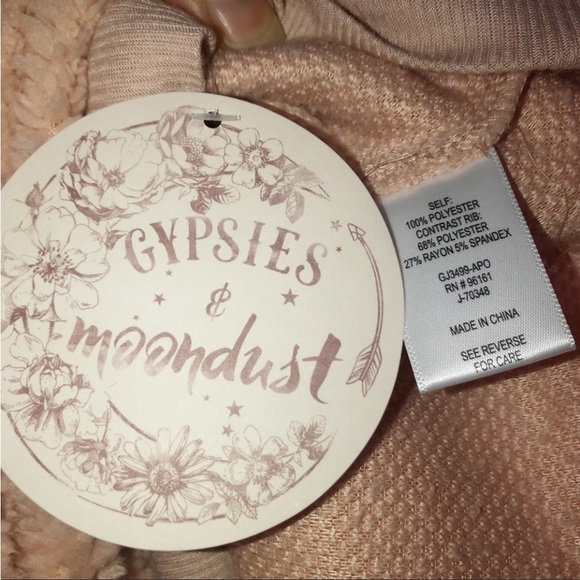 GYPSIES
&
moondust
SELF:
100% POLYESTER
CONTRAST RIB:
68% POLYESTER
27% RAYON 5% SPANDEX
GJ3499-APO
RN # 96161
J-70348
MADE IN CHINA
SEE REVERSE
FOR CARE